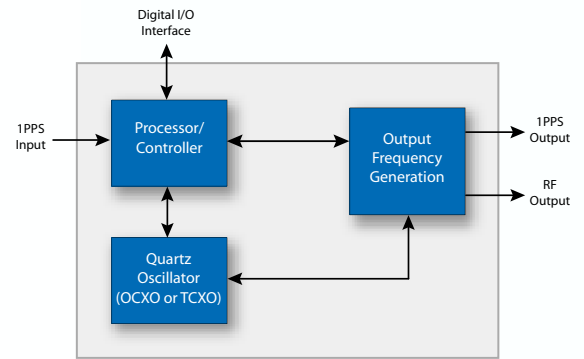 Digital I/O
Interface
1PPS
Input
Processor/
Controller
Output
Frequency
Generation
1PPS
Output
RF
Output
Quartz
Oscillator
(OCXO or TCXO)